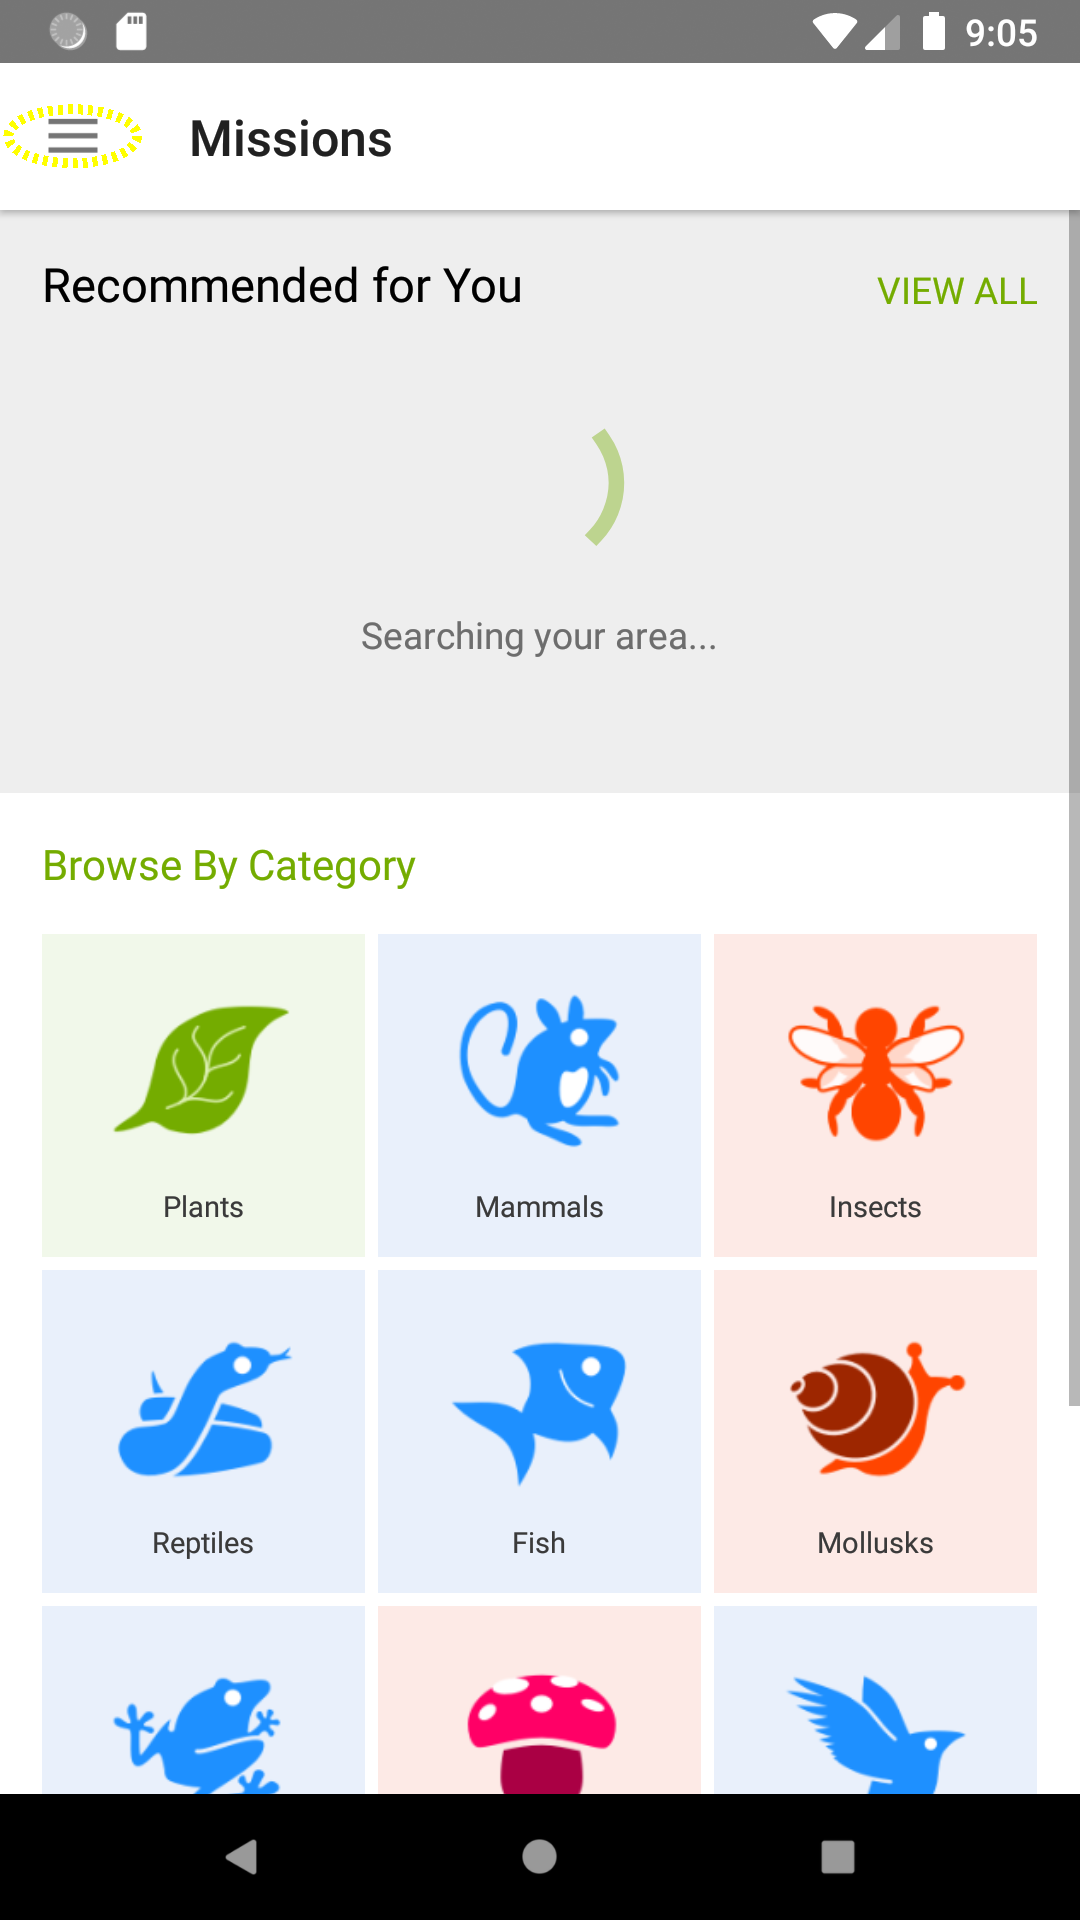 9:05
Missions
Recommended for You
VIEW ALL
Searching your area...
Browse By Category
Plants
Mammals
Insects
Reptiles
Fish
Mollusks